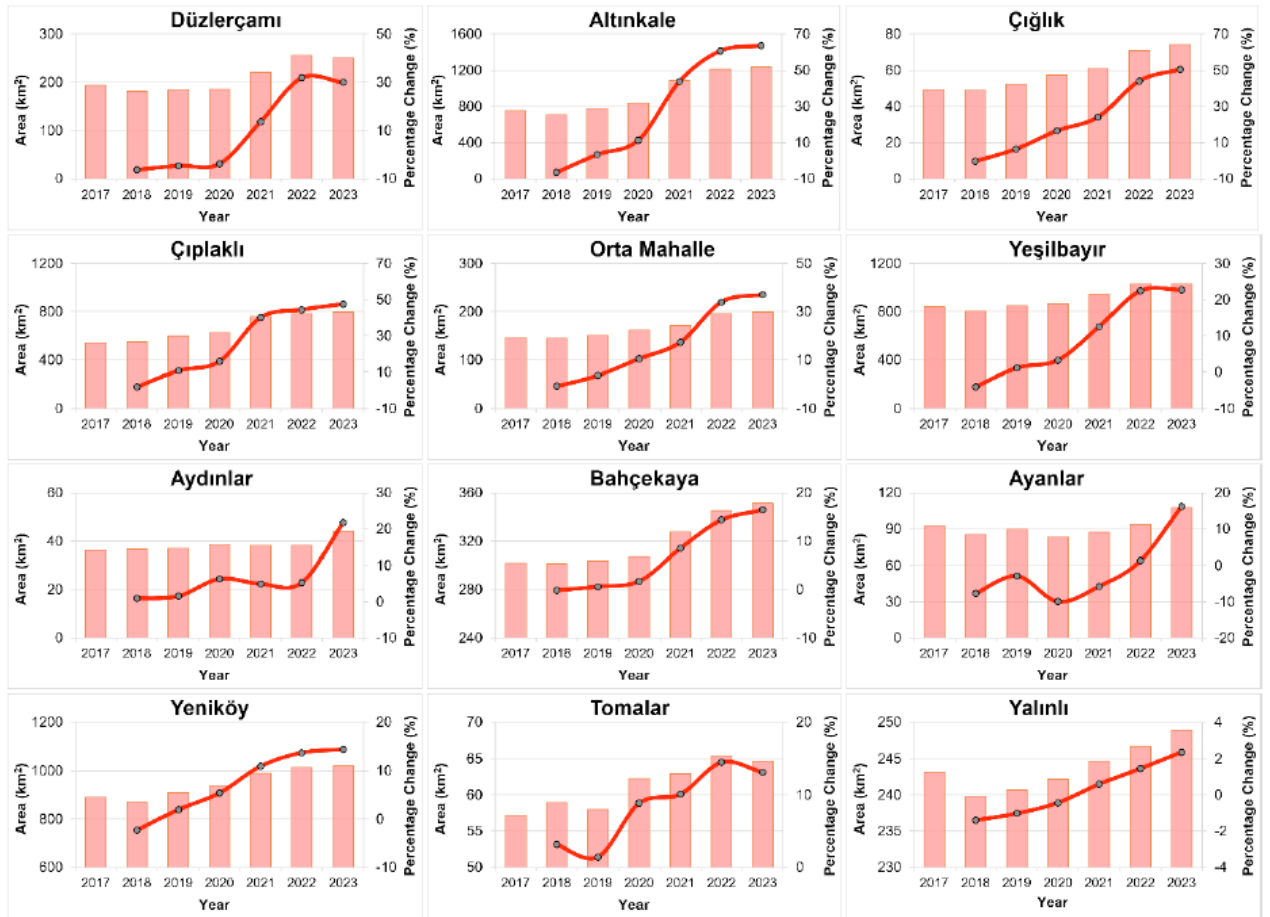 Düzlerçamı
Area (km²)
300
200
100
0
50
30
10
-10
Percentage Change (%)
2017 2018 2019 2020 2021 2022 2023
Year
Altınkale
Area (km²)
1600
1200
800
400
0
70
50
30
10
-10
Percentage Change (%)
2017 2018 2019 2020 2021 2022 2023
Year
Çığlık
Area (km²)
80
60
40
20
0
70
50
30
10
-10
Percentage Change (%)
2017 2018 2019 2020 2021 2022 2023
Year
Çıplaklı
Area (km²)
1200
800
400
0
70
50
30
10
-10
Percentage Change (%)
2017 2018 2019 2020 2021 2022 2023
Year
Orta Mahalle
Area (km²)
300
200
100
0
50
30
10
-10
Percentage Change (%)
2017 2018 2019 2020 2021 2022 2023
Year
Yeşilbayır
Area (km²)
1200
800
400
0
30
20
10
0
-10
Percentage Change (%)
2017 2018 2019 2020 2021 2022 2023
Year
Aydınlar
Area (km²)
60
40
20
0
30
20
10
0
-10
Percentage Change (%)
2017 2018 2019 2020 2021 2022 2023
Year
Bahçekaya
Area (km²)
360
320
280
240
20
10
0
-10
Percentage Change (%)
2017 2018 2019 2020 2021 2022 2023
Year
Ayanlar
Area (km²)
120
90
60
30
0
20
10
0
-10
-20
Percentage Change (%)
2017 2018 2019 2020 2021 2022 2023
Year
Yeniköy
Area (km²)
1200
1000
800
600
20
10
0
-10
Percentage Change (%)
2017 2018 2019 2020 2021 2022 2023
Year
Tomalar
Area (km²)
70
65
60
55
50
20
10
0
Percentage Change (%)
2017 2018 2019 2020 2021 2022 2023
Year
Yalınlı
Area (km²)
250
245
240
235
230
4
2
0
-2
-4
Percentage Change (%)
2017 2018 2019 2020 2021 2022 2023
Year